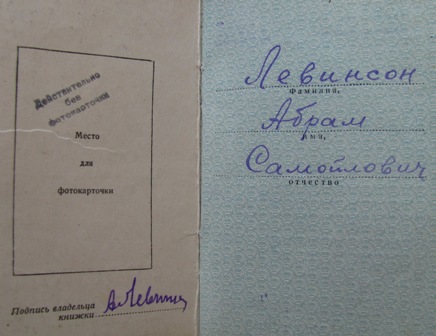 Действительно
без
фотокарточки
Место
для
фотокарточки
Подпись владельца
книжки
Левинсон
Фамилия,
Абрам
имя,
Самойлович
отчество